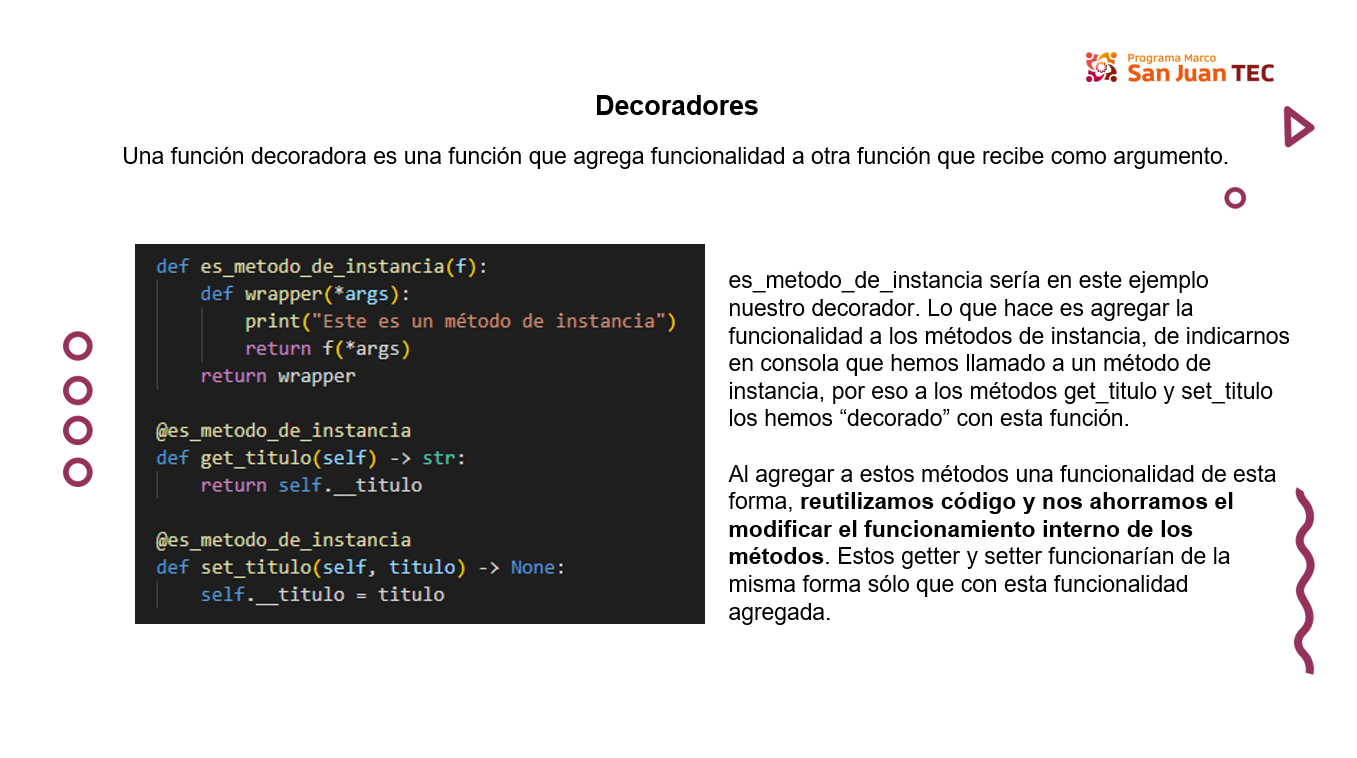 Programa Marco
San Juan TEC
Decoradores
Una función decoradora es una función que agrega funcionalidad a otra función que recibe como argumento.
def es_metodo_de_instancia(f):
    def wrapper(*args):
        print("Este es un método de instancia")
        return f(*args)
    return wrapper
@es_metodo_de_instancia
def get_titulo(self) -> str:
    return self.__titulo
@es_metodo_de_instancia
def set_titulo(self, titulo) -> None:
    self.__titulo = titulo
es_metodo_de_instancia sería en este ejemplo
nuestro decorador. Lo que hace es agregar la
funcionalidad a los métodos de instancia, de indicarnos
en consola que hemos llamado a un método de
instancia, por eso a los métodos get_titulo y set_titulo
los hemos “decorado” con esta función.
Al agregar a estos métodos una funcionalidad de esta
forma, reutilizamos código y nos ahorramos el
modificar el funcionamiento interno de los
métodos. Estos getter y setter funcionarían de la
misma forma sólo que con esta funcionalidad
agregada.